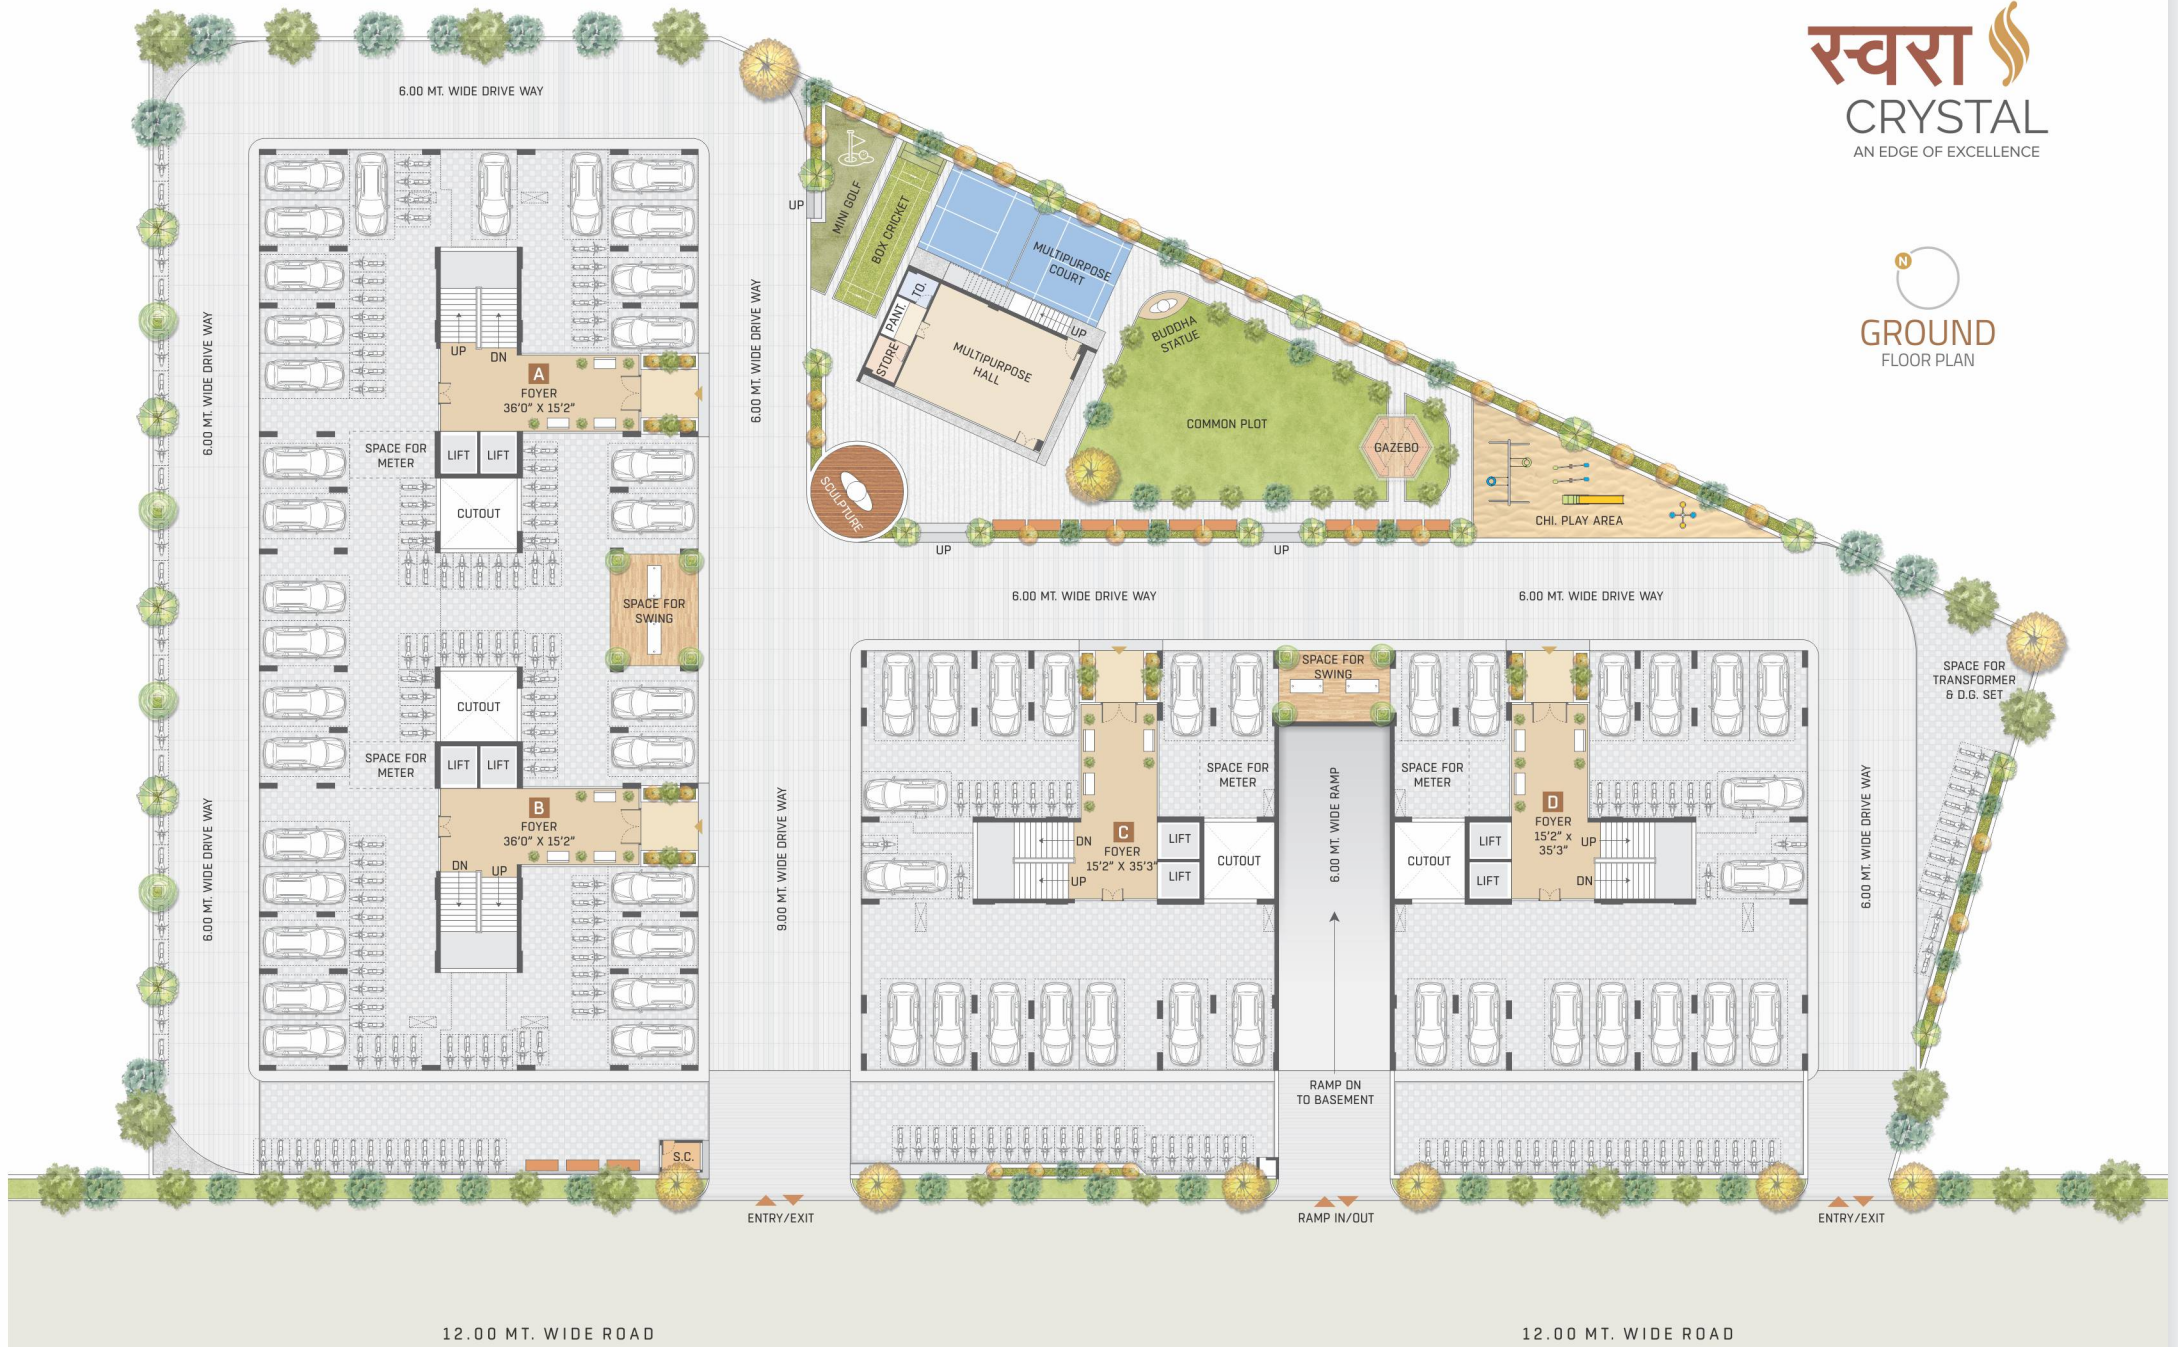 स्वरा
CRYSTAL
AN EDGE OF EXCELLENCE
N
GROUND
FLOOR PLAN
6.00 MT. WIDE DRIVE WAY
6.00 MT. WIDE DRIVE WAY
6.00 MT. WIDE DRIVE WAY
UP
DN
A
FOYER
36'0" X 15'2"
SPACE FOR
METER
LIFT
LIFT
CUTOUT
SPACE FOR
SWING
CUTOUT
SPACE FOR
METER
LIFT
LIFT
B
FOYER
36'0" X 15'2"
DN
UP
6.00 MT. WIDE DRIVE WAY
9.00 MT. WIDE DRIVE WAY
S.C.
UP
MINI GOLF
BOX CRICKET
MULTIPURPOSE
COURT
TO.
PANT.
STORE
MULTIPURPOSE
HALL
UP
BUDDHA
STATUE
COMMON PLOT
GAZEBO
SCULPTURE
CHI. PLAY AREA
UP
UP
6.00 MT. WIDE DRIVE WAY
6.00 MT. WIDE DRIVE WAY
SPACE FOR
TRANSFORMER
& D.G. SET
SPACE FOR
SWING
SPACE FOR
METER
SPACE FOR
METER
6.00 MT. WIDE RAMP
DN
UP
C
FOYER
15'2" X 35'3"
LIFT
LIFT
CUTOUT
CUTOUT
LIFT
LIFT
D
FOYER
15'2" x
35'3"
UP
DN
6.00 MT. WIDE DRIVE WAY
RAMP DN
TO BASEMENT
ENTRY/EXIT
RAMP IN/OUT
ENTRY/EXIT
12.00 MT. WIDE ROAD
12.00 MT. WIDE ROAD